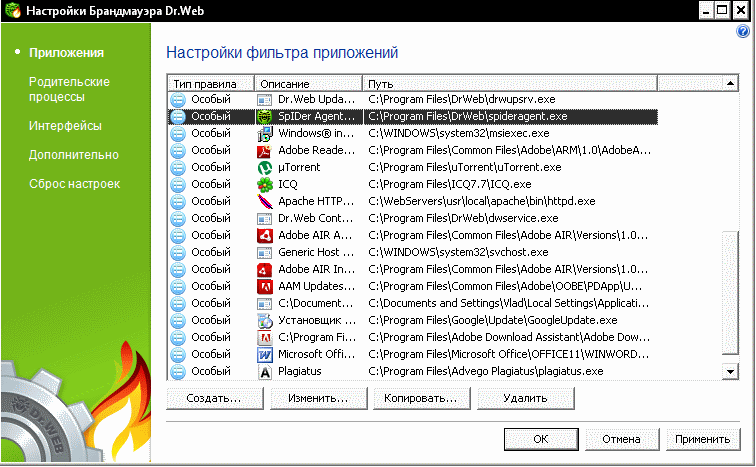 Настройки Брандмауэра Dr.Web
Приложения
Родительские
процессы
Интерфейсы
Дополнительно
Сброс настроек
Dr.WEB
Настройки фильтра приложений
Тип правила Описание Путь
Особый Dr.Web Upda... C:\Program Files\DrWeb\drwupsrv.exe
Особый SpIDer Agent... C:\Program Files\DrWeb\spideragent.exe
Особый Windows® in... C:\WINDOWS\system32\msiexec.exe
Особый Adobe Reade... C:\Program Files\Common Files\Adobe\ARM\1.0\AdobeA...
Особый µTorrent C:\Program Files\uTorrent\uTorrent.exe
Особый ICQ C:\Program Files\ICQ7.7\ICQ.exe
Особый Apache HTTP... C:\WebServers\usr\local\apache\bin\httpd.exe
Особый Dr.Web Cont... C:\Program Files\DrWeb\dwservice.exe
Особый Adobe AIR A... C:\Program Files\Common Files\Adobe AIR\Versions\1.0...
Особый Generic Host ... C:\WINDOWS\system32\svchost.exe
Особый Adobe AIR In... C:\Program Files\Common Files\Adobe AIR\Versions\1.0...
Особый AAM Updates... C:\Program Files\Common Files\Adobe\OOBE\PDApp\U...
Особый C:\Document... C:\Documents and Settings\Vlad\Local Settings\Applicati...
Особый Установщик ... C:\Program Files\Google\Update\GoogleUpdate.exe
Особый C:\Program Fi... C:\Program Files\Adobe Download Assistant\Adobe Dow...
Особый Microsoft Offi... C:\Program Files\Microsoft Office\OFFICE11\WINWORD...
Особый Plagiatus C:\Program Files\Advego Plagiatus\plagiatus.exe
Создать... Изменить... Копировать... Удалить
OK Отмена Применить